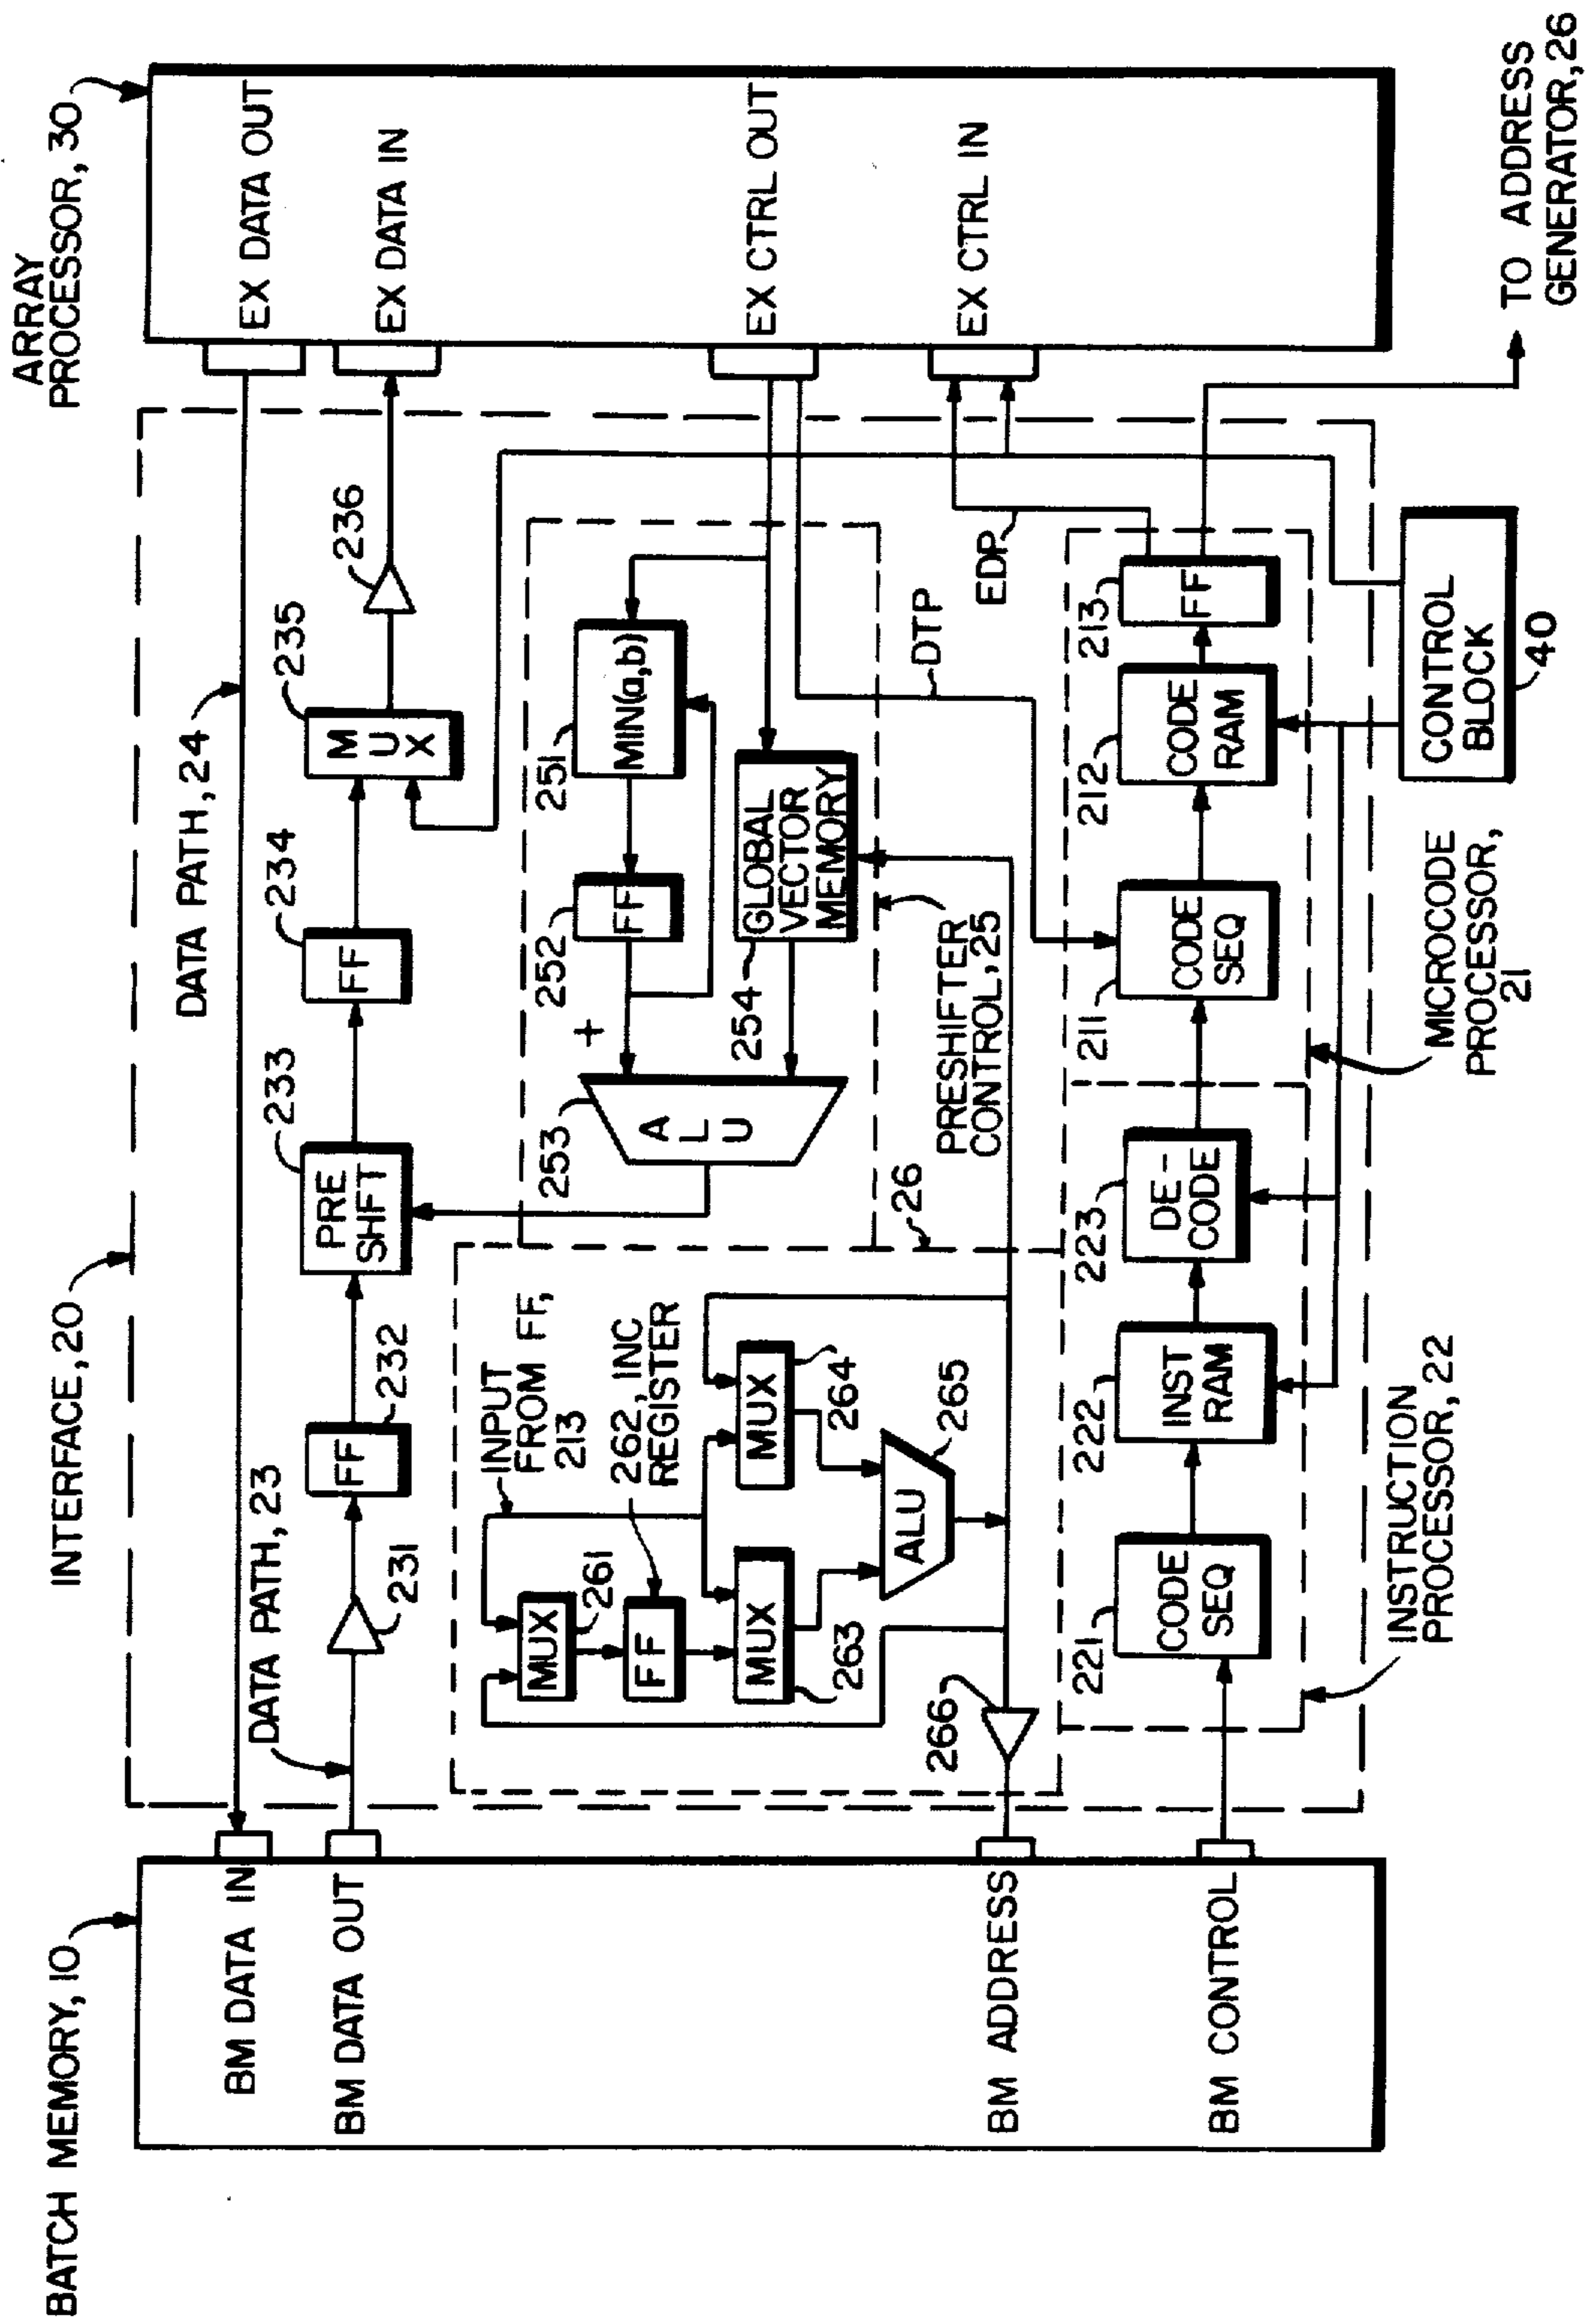 BATCH MEMORY, 10
BM DATA IN
BM DATA OUT
BM ADDRESS
BM CONTROL
INTERFACE, 20
DATA PATH, 23
DATA PATH, 24
231
FF
232
PRE
SHFT
233
FF
234
M
U
X
235
236
ARRAY
PROCESSOR, 30
EX DATA OUT
EX DATA IN
EX CTRL OUT
EX CTRL IN
INPUT
FROM FF,
213
262, INC
REGISTER
MUX
261
FF
MUX
263
MUX
264
ALU
265
266
26
A
L
U
253
+
FF
252
MIN(a,b)
251
GLOBAL
VECTOR
MEMORY
254
PRESHIFTER
CONTROL, 25
DTP
EDP
CODE
SEQ
221
INST
RAM
222
DE-
CODE
223
CODE
SEQ
211
CODE
RAM
212
FF
213
INSTRUCTION
PROCESSOR, 22
MICROCODE
PROCESSOR,
21
CONTROL
BLOCK
40
TO ADDRESS
GENERATOR, 26